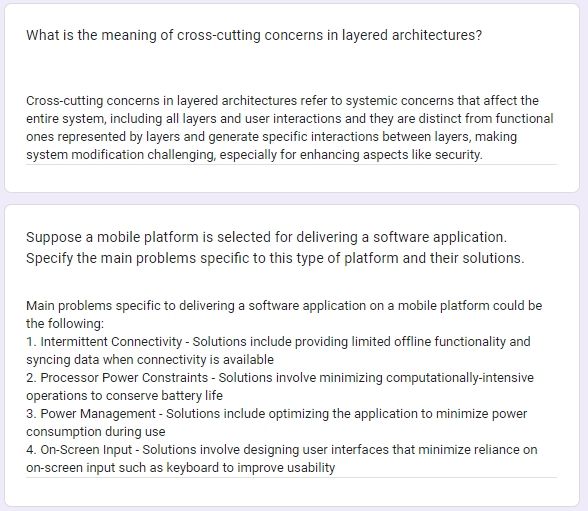 What is the meaning of cross-cutting concerns in layered architectures?
Cross-cutting concerns in layered architectures refer to systemic concerns that affect the
entire system, including all layers and user interactions and they are distinct from functional
ones represented by layers and generate specific interactions between layers, making
system modification challenging, especially for enhancing aspects like security.
Suppose a mobile platform is selected for delivering a software application.
Specify the main problems specific to this type of platform and their solutions.
Main problems specific to delivering a software application on a mobile platform could be
the following:
1. Intermittent Connectivity - Solutions include providing limited offline functionality and
syncing data when connectivity is available
2. Processor Power Constraints - Solutions involve minimizing computationally-intensive
operations to conserve battery life
3. Power Management - Solutions include optimizing the application to minimize power
consumption during use
4. On-Screen Input - Solutions involve designing user interfaces that minimize reliance on
on-screen input such as keyboard to improve usability